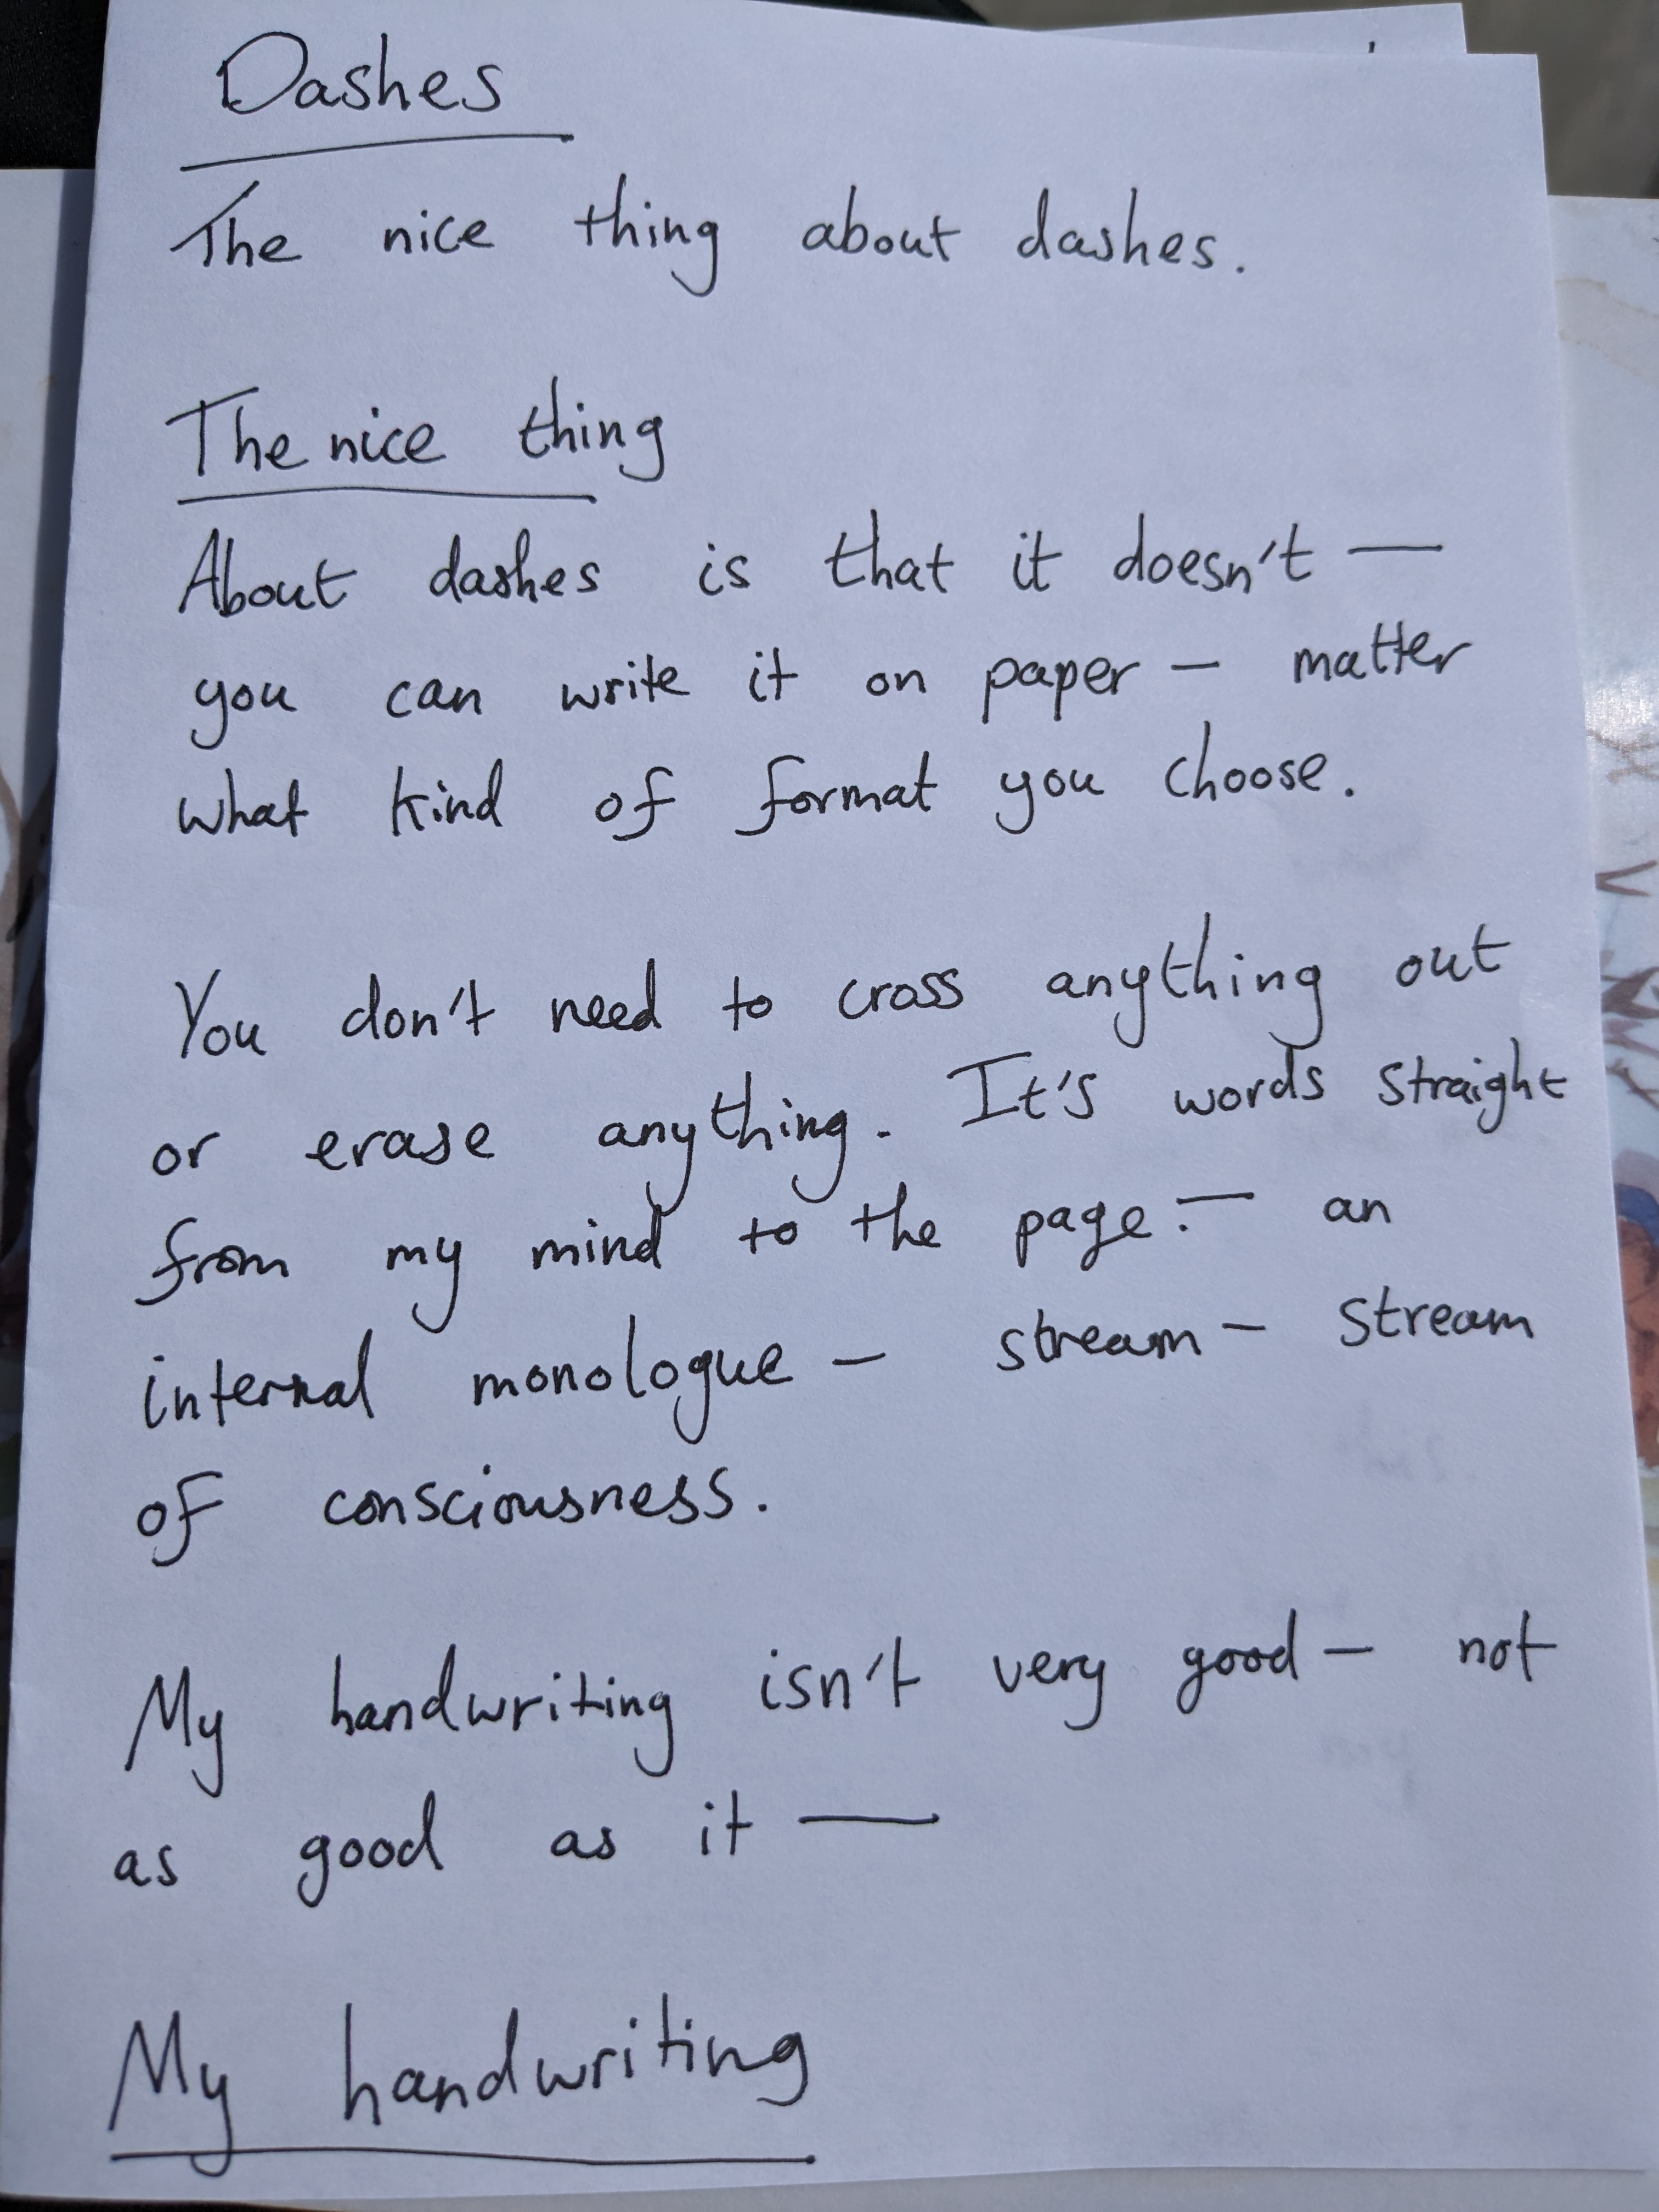 Dashes
The nice thing about dashes.
The nice thing
About dashes is that it doesn't —
you can write it on paper — matter
what kind of format you choose.
You don't need to cross anything out
or erase anything. It's words straight
from my mind to the page. — an
internal monologue — stream — stream
of consciousness.
My handwriting isn't very good — not
as good as it —
My handwriting